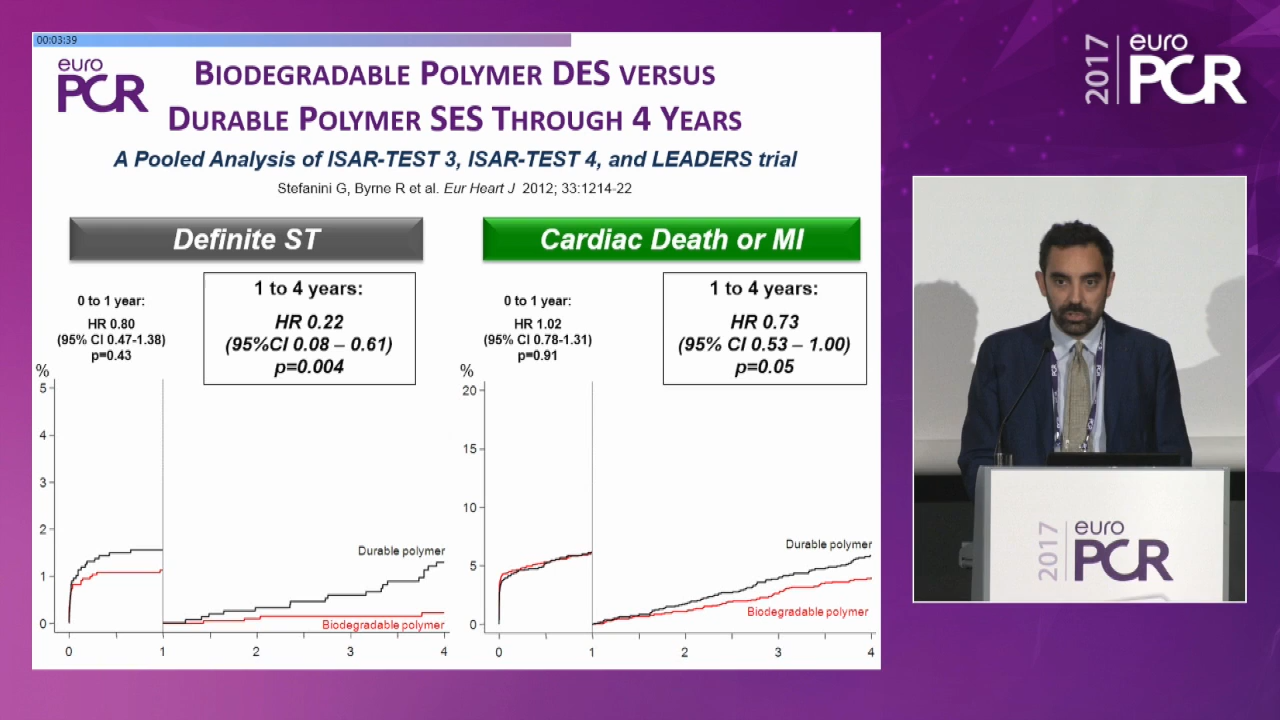 00:03:39
euro
PCR
BIODEGRADABLE POLYMER DES VERSUS
DURABLE POLYMER SES THROUGH 4 YEARS
A Pooled Analysis of ISAR-TEST 3, ISAR-TEST 4, and LEADERS trial
Stefanini G, Byrne R et al. Eur Heart J 2012; 33:1214-22
Definite ST
0 to 1 year:
HR 0.80
(95% CI 0.47-1.38)
p=0.43
1 to 4 years:
HR 0.22
(95%CI 0.08 – 0.61)
p=0.004
%
5
4
3
2
1
0
Durable polymer
Biodegradable polymer
0 1 2 3 4
Cardiac Death or MI
0 to 1 year:
HR 1.02
(95% CI 0.78-1.31)
p=0.91
1 to 4 years:
HR 0.73
(95% CI 0.53 – 1.00)
p=0.05
%
20
15
10
5
0
Durable polymer
Biodegradable polymer
0 1 2 3 4
2017
euro
PCR
2017
euro
PCR